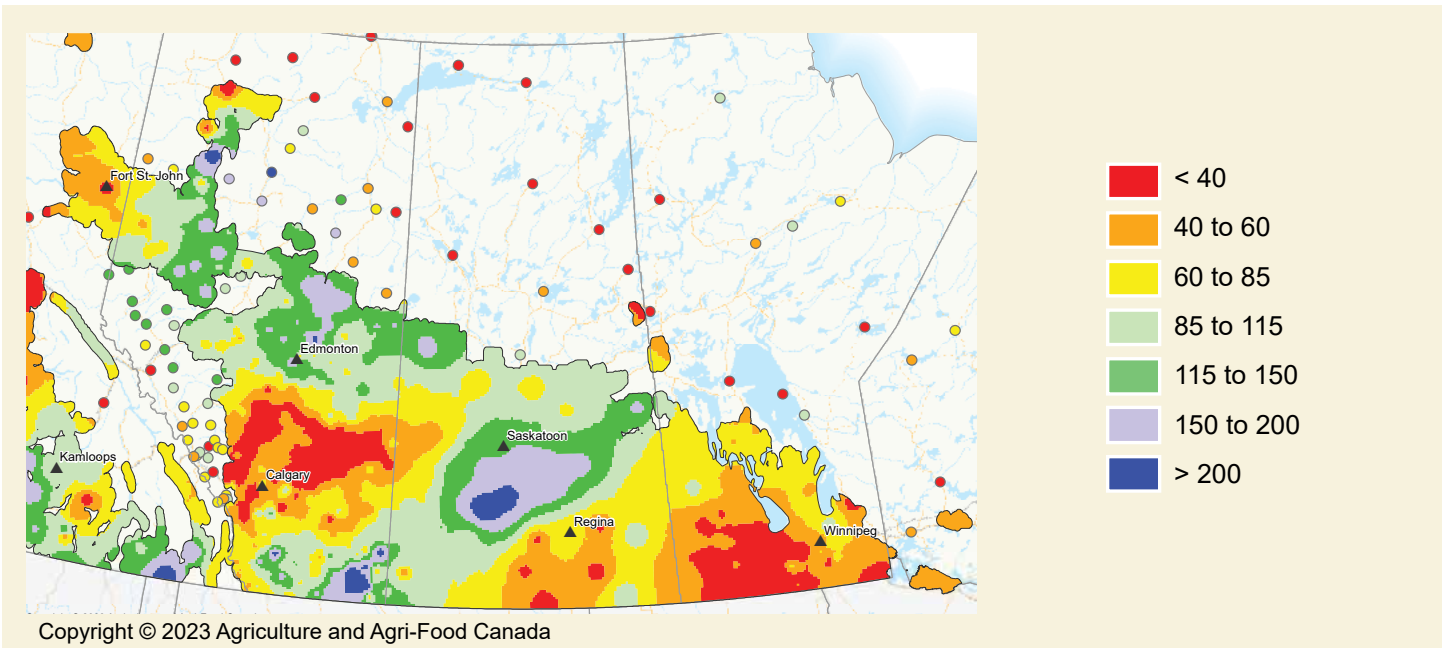 Fort St. John
Edmonton
Saskatoon
Kamloops
Calgary
Regina
Winnipeg
< 40
40 to 60
60 to 85
85 to 115
115 to 150
150 to 200
> 200
Copyright © 2023 Agriculture and Agri-Food Canada